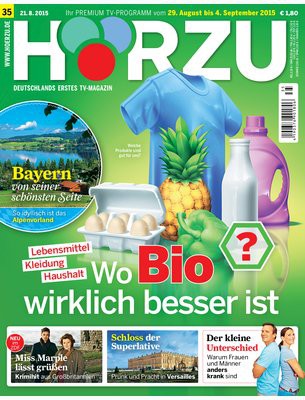 35
21.8.2015
Ihr PREMIUM TV-PROGRAMM vom 29. August bis 4. September 2015
€ 1,80
WWW.HOERZU.DE
HÖRZU
DEUTSCHLANDS ERSTES TV-MAGAZIN
Welche
Produkte sind
gut für uns?
Bayern
von seiner
schönsten Seite
So idyllisch ist das
Alpenvorland
Lebensmittel
Kleidung
Haushalt
?
Wo Bio
wirklich besser ist
NEU
Miss Marple
lässt grüßen
Krimihit aus Großbritannien
Schloss der
Superlative
Prunk und Pracht in Versailles
Der kleine
Unterschied
Warum Frauen
und Männer
anders
krank sind